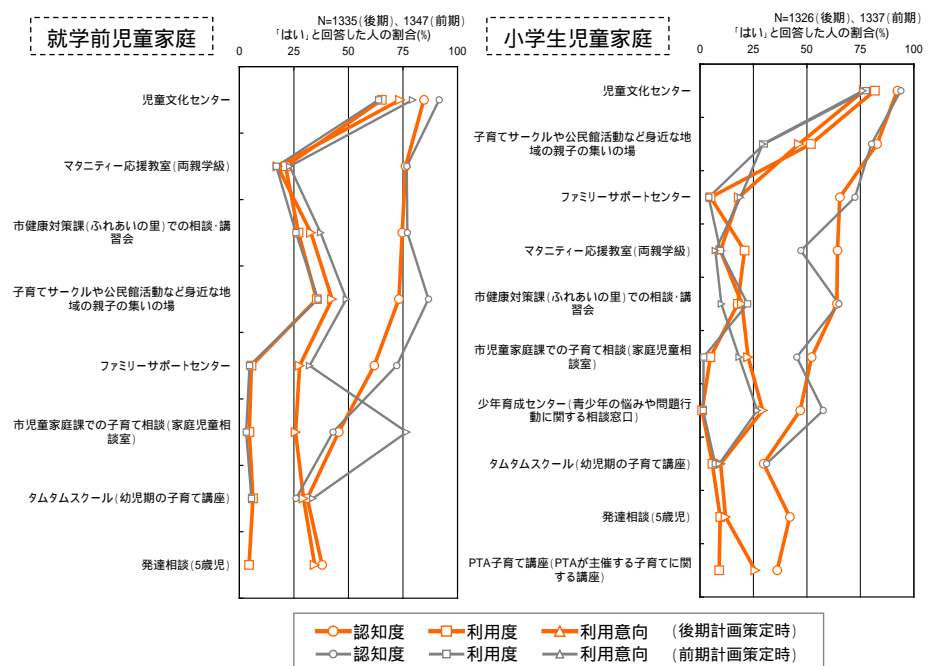 就学前児童家庭
N=1335(後期)、1347(前期)
「はい」と回答した人の割合(%)
0 25 50 75 100
児童文化センター
マタニティー応援教室(両親学級)
市健康対策課(ふれあいの里)での相談・講
習会
子育てサークルや公民館活動など身近な地
域の親子の集いの場
ファミリーサポートセンター
市児童家庭課での子育て相談(家庭児童相
談室)
タムタムスクール(幼児期の子育て講座)
発達相談(5歳児)
小学生児童家庭
N=1326(後期)、1337(前期)
「はい」と回答した人の割合(%)
0 25 50 75 100
児童文化センター
子育てサークルや公民館活動など身近な地
域の親子の集いの場
ファミリーサポートセンター
マタニティー応援教室(両親学級)
市健康対策課(ふれあいの里)での相談・講
習会
市児童家庭課での子育て相談(家庭児童相
談室)
少年育成センター(青少年の悩みや問題行
動に関する相談窓口)
タムタムスクール(幼児期の子育て講座)
発達相談(5歳児)
PTA子育て講座(PTAが主催する子育てに関
する講座)
認知度 利用度 利用意向 (後期計画策定時)
認知度 利用度 利用意向 (前期計画策定時)